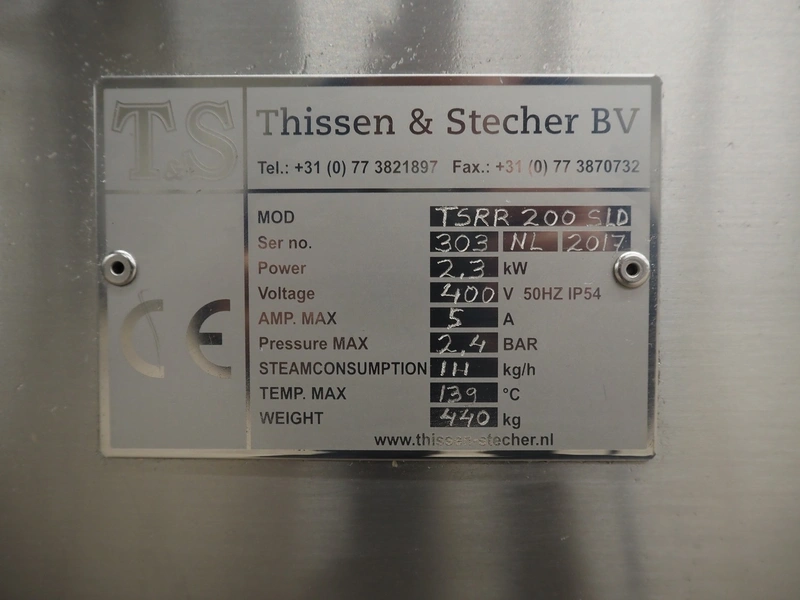 T&S
Thissen & Stecher BV
Tel.: +31 (0) 77 3821897 Fax.: +31 (0) 77 3870732
MOD TSRR 200 SLD
Ser no. 303 NL 2017
Power 2,3 kW
Voltage 400 V 50HZ IP54
AMP. MAX 5 A
Pressure MAX 2,4 BAR
STEAMCONSUMPTION kg/h
TEMP. MAX 139 °C
WEIGHT 440 kg
CE
www.thissen-stecher.nl